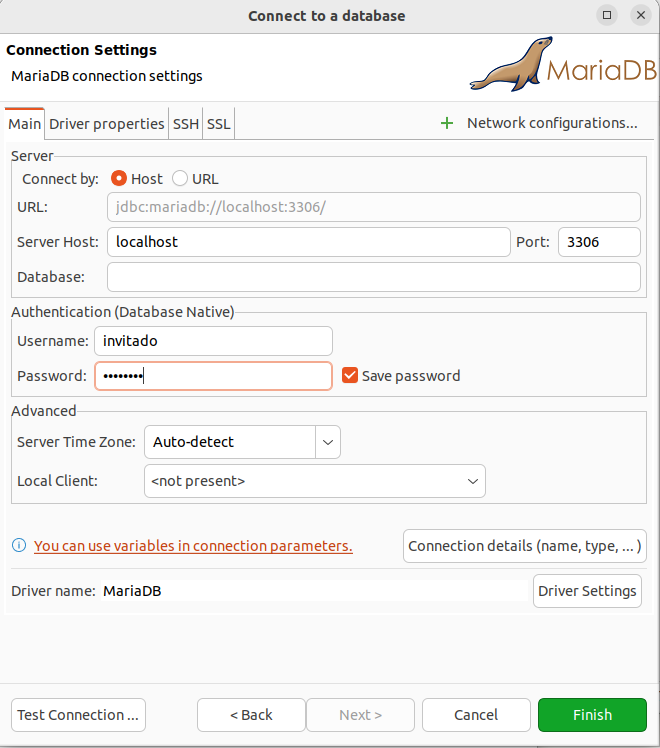 Connect to a database
Connection Settings
MariaDB connection settings
MariaDB
Main Driver properties SSH SSL + Network configurations...
Server
Connect by: Host URL
URL: jdbc:mariadb://localhost:3306/
Server Host: localhost Port: 3306
Database:
Authentication (Database Native)
Username: invitado
Password: ••••••••  Save password
Advanced
Server Time Zone: Auto-detect
Local Client: <not present>
You can use variables in connection parameters. Connection details (name, type, ... )
Driver name: MariaDB Driver Settings
Test Connection ... < Back Next > Cancel Finish